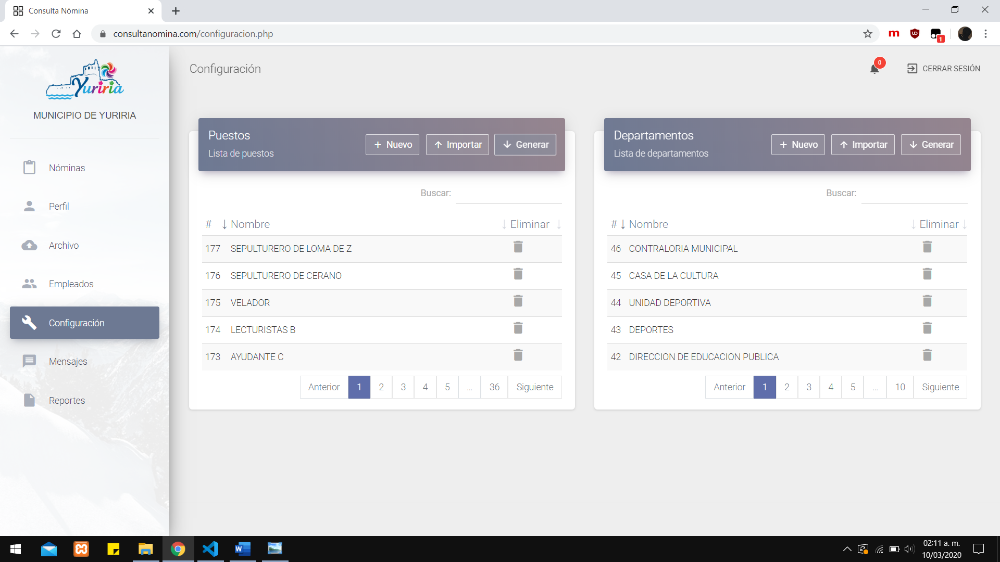 Consulta Nómina
consultanomina.com/configuracion.php
m
UD
1
Yuriria
MUNICIPIO DE YURIRIA
Nóminas
Perfil
Archivo
Empleados
Configuración
Mensajes
Reportes
Configuración
0
CERRAR SESIÓN
Puestos
Lista de puestos
Nuevo
Importar
Generar
Buscar:
# Nombre Eliminar
177 SEPULTURERO DE LOMA DE Z
176 SEPULTURERO DE CERANO
175 VELADOR
174 LECTURISTAS B
173 AYUDANTE C
Anterior 1 2 3 4 5 ... 36 Siguiente
Departamentos
Lista de departamentos
Nuevo
Importar
Generar
Buscar:
# Nombre Eliminar
46 CONTRALORIA MUNICIPAL
45 CASA DE LA CULTURA
44 UNIDAD DEPORTIVA
43 DEPORTES
42 DIRECCION DE EDUCACION PUBLICA
Anterior 1 2 3 4 5 ... 10 Siguiente
02:11 a. m.
10/03/2020